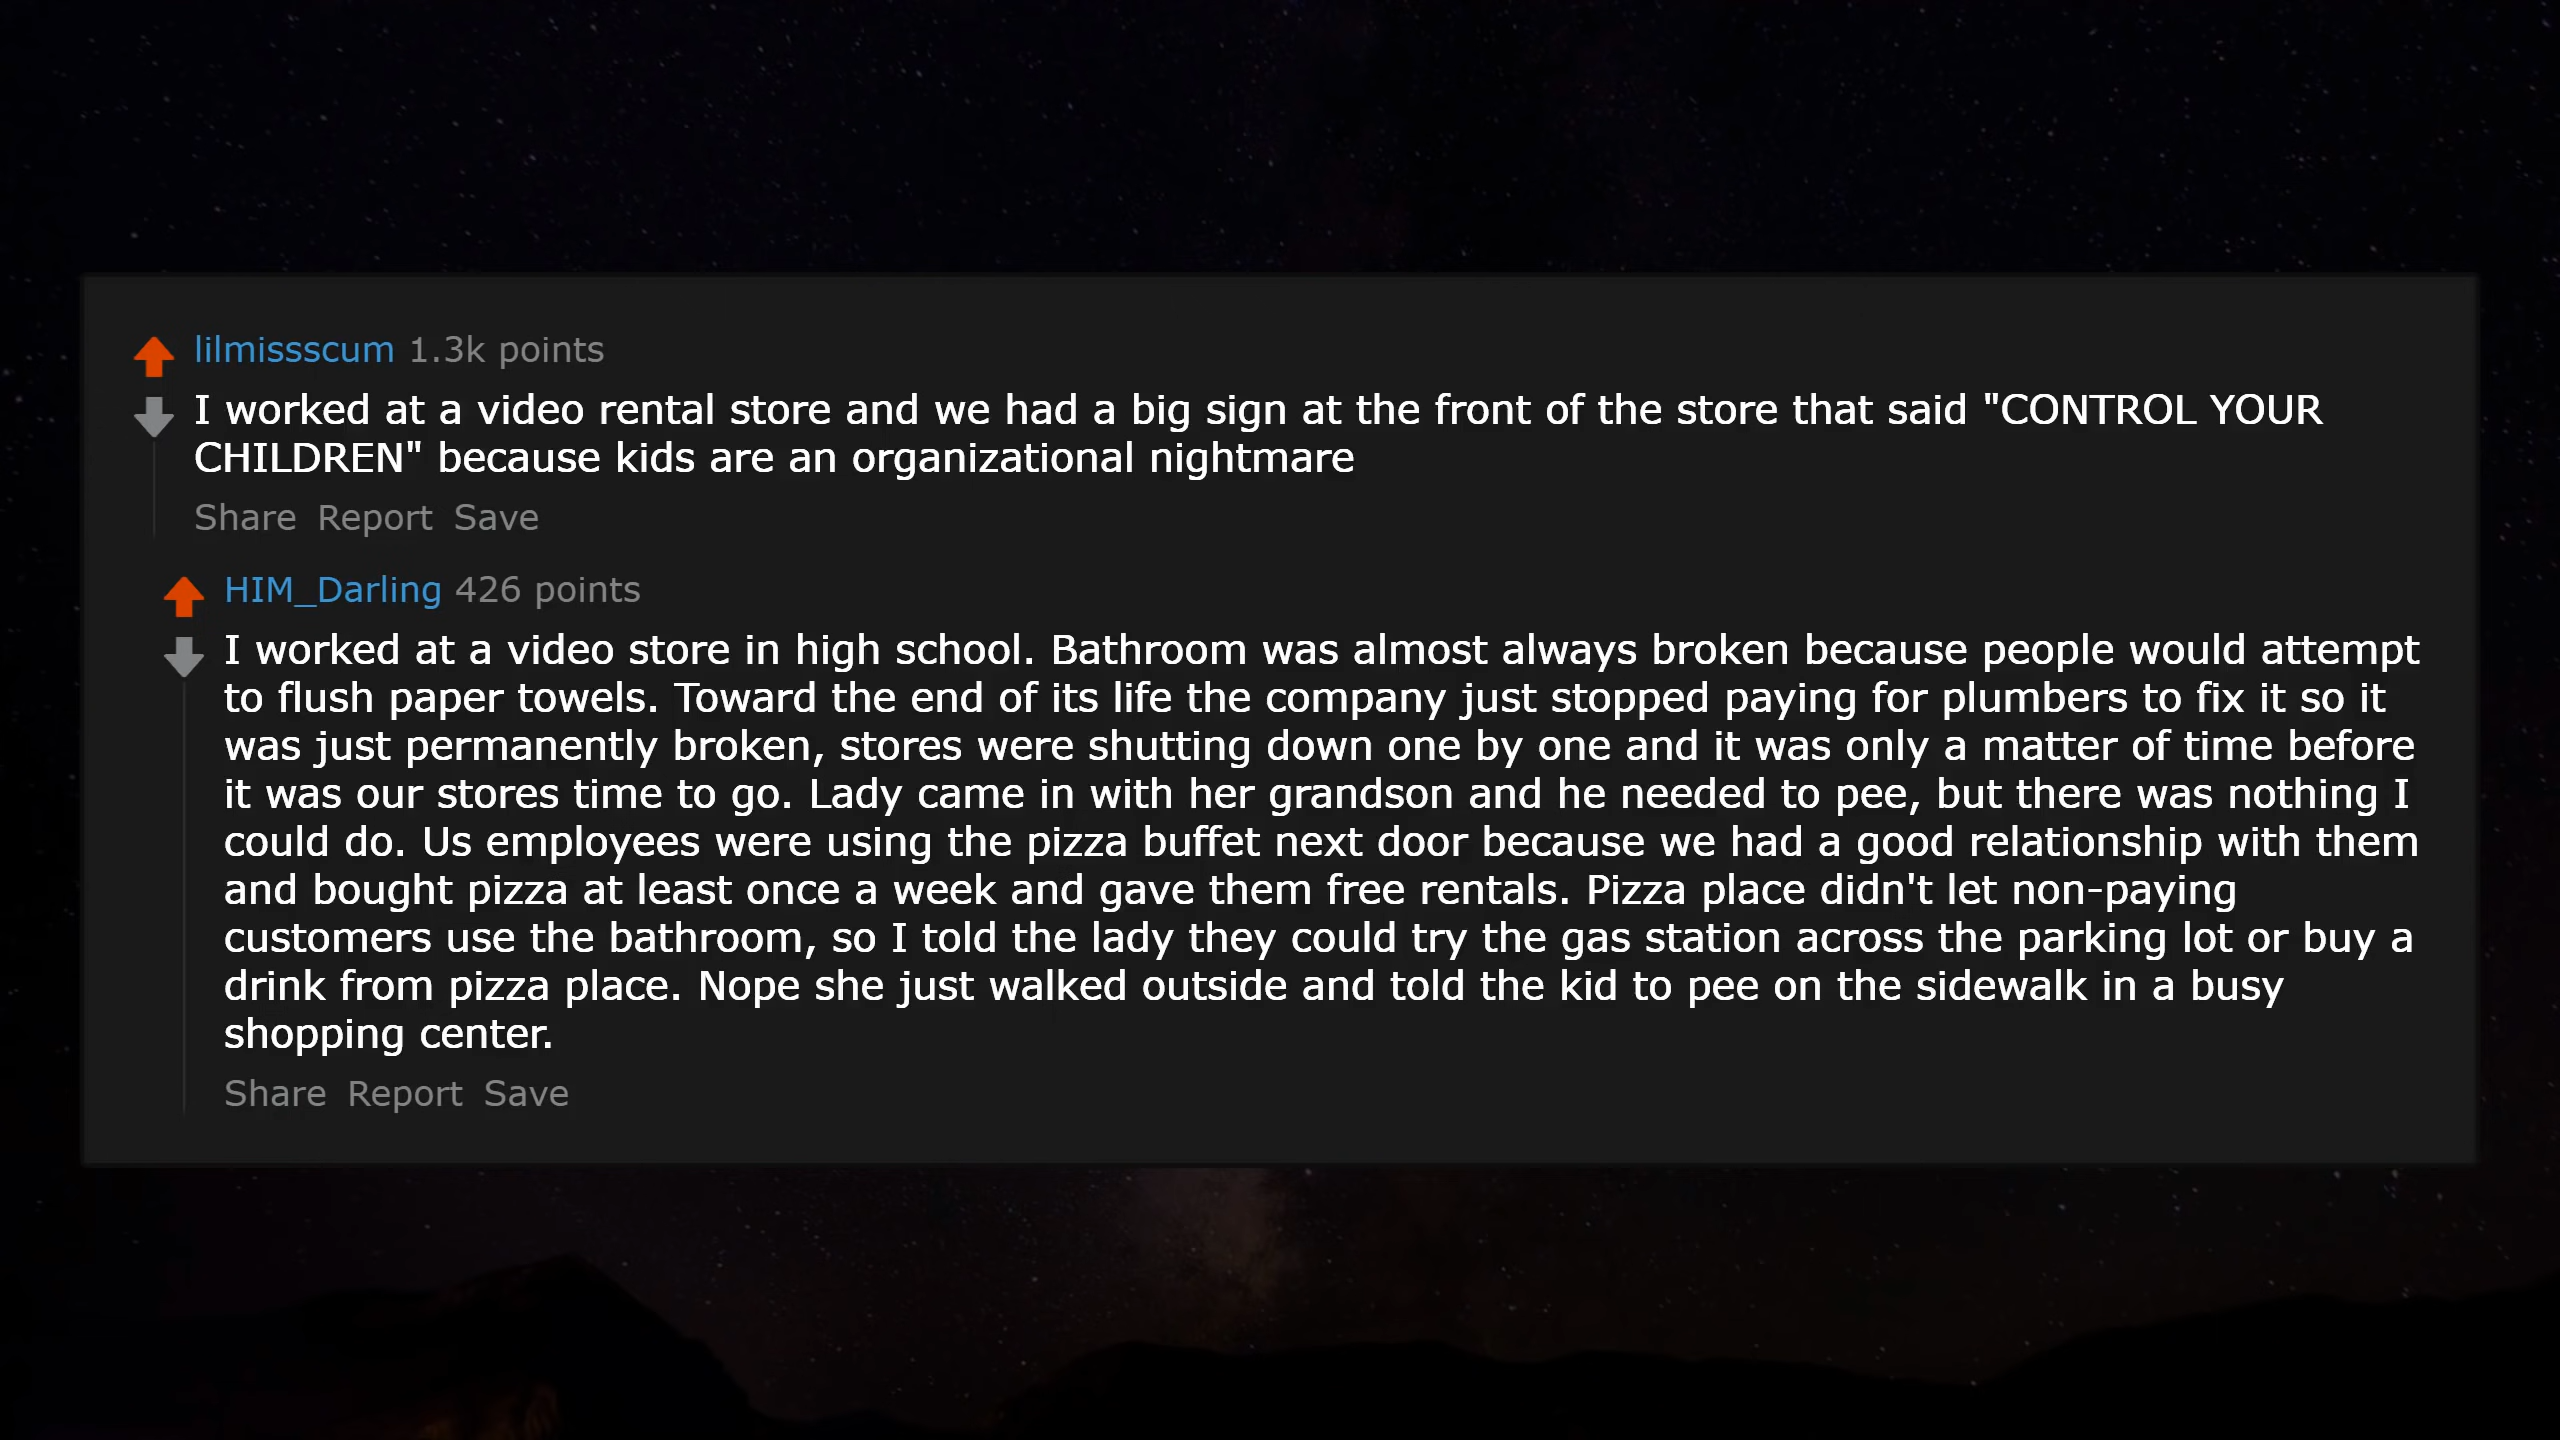 lilmissscum 1.3k points
I worked at a video rental store and we had a big sign at the front of the store that said "CONTROL YOUR
CHILDREN" because kids are an organizational nightmare
Share Report Save
HIM_Darling 426 points
I worked at a video store in high school. Bathroom was almost always broken because people would attempt
to flush paper towels. Toward the end of its life the company just stopped paying for plumbers to fix it so it
was just permanently broken, stores were shutting down one by one and it was only a matter of time before
it was our stores time to go. Lady came in with her grandson and he needed to pee, but there was nothing I
could do. Us employees were using the pizza buffet next door because we had a good relationship with them
and bought pizza at least once a week and gave them free rentals. Pizza place didn't let non-paying
customers use the bathroom, so I told the lady they could try the gas station across the parking lot or buy a
drink from pizza place. Nope she just walked outside and told the kid to pee on the sidewalk in a busy
shopping center.
Share Report Save